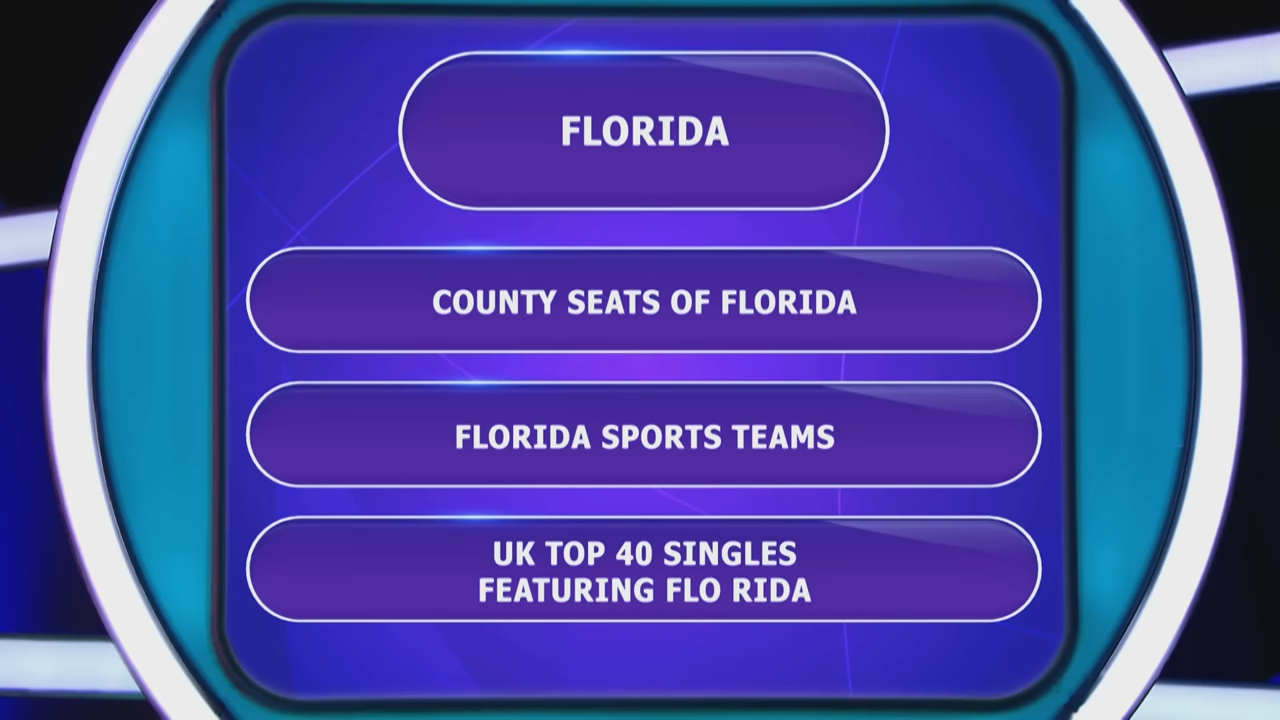 FLORIDA
COUNTY SEATS OF FLORIDA
FLORIDA SPORTS TEAMS
UK TOP 40 SINGLES
FEATURING FLO RIDA